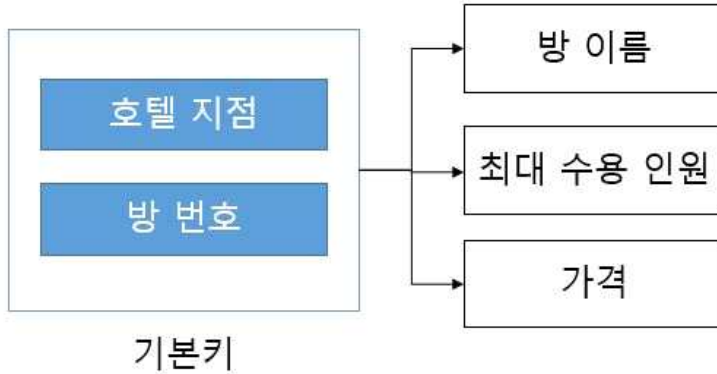 호텔 지점
방 번호
기본키
방 이름
최대 수용 인원
가격